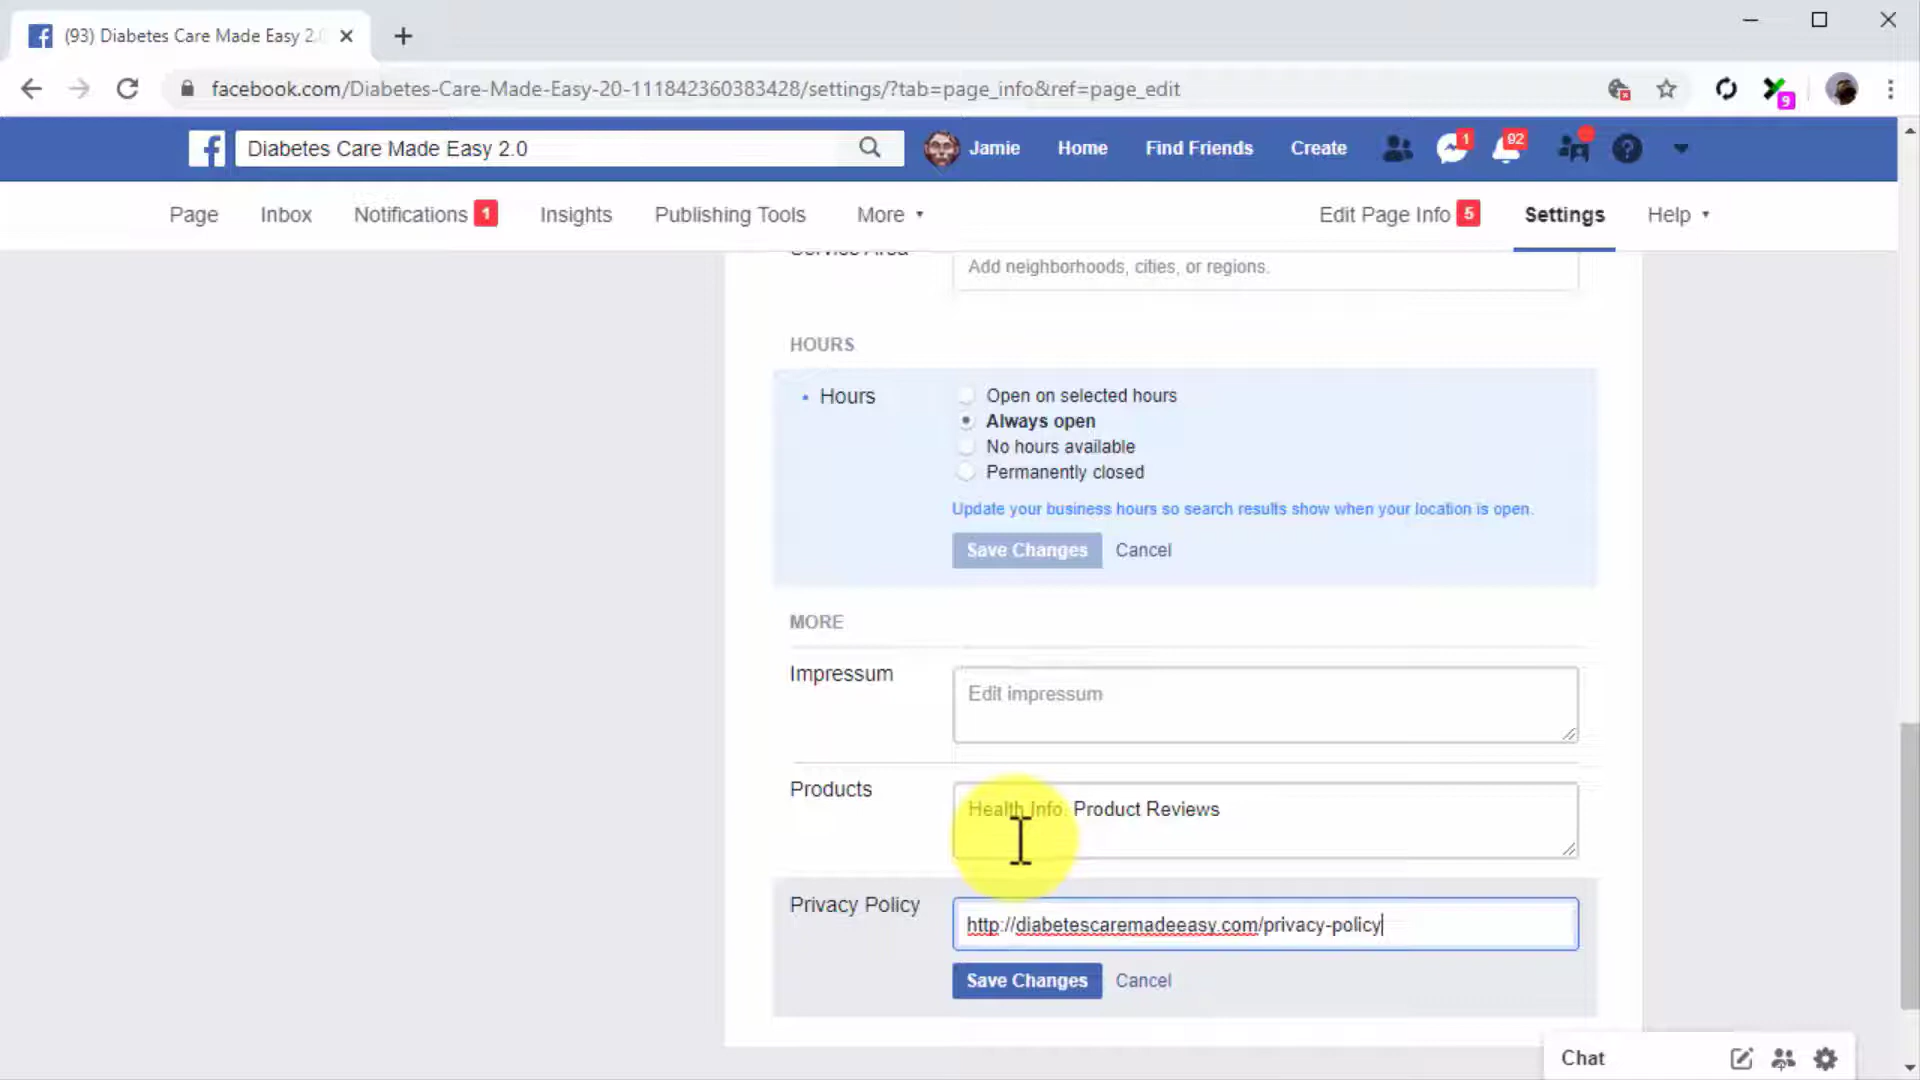 (93) Diabetes Care Made Easy 2.0
facebook.com/Diabetes-Care-Made-Easy-20-111842360383428/settings/?tab=page_info&ref=page_edit
9
Diabetes Care Made Easy 2.0
Jamie
Home
Find Friends
Create
1
92
Page
Inbox
Notifications 1
Insights
Publishing Tools
More
Edit Page Info 5
Settings
Help
Service Area
Add neighborhoods, cities, or regions.
HOURS
Hours
Open on selected hours
Always open
No hours available
Permanently closed
Update your business hours so search results show when your location is open.
Save Changes Cancel
MORE
Impressum
Edit impressum
Products
Health Info, Product Reviews
Privacy Policy
http://diabetescaremadeeasy.com/privacy-policy
Save Changes Cancel
Chat